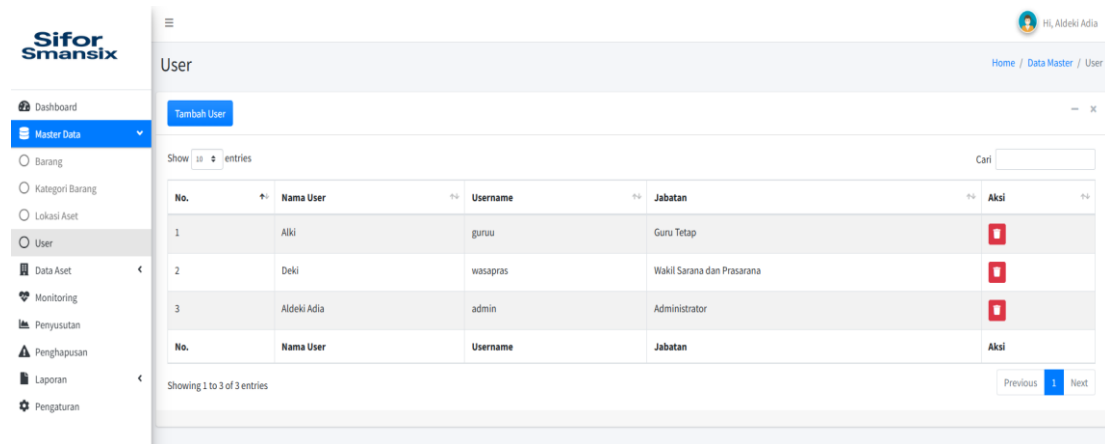 Sifor
Smansix
Hi, Aldeki Adia
User
Home / Data Master / User
Dashboard
Master Data
Barang
Kategori Barang
Lokasi Aset
User
Data Aset
Monitoring
Penyusutan
Penghapusan
Laporan
Pengaturan
Tambah User
Show 10 entries
Cari
No. Nama User Username Jabatan Aksi
1 Alki guruu Guru Tetap
2 Deki wasapras Wakil Sarana dan Prasarana
3 Aldeki Adia admin Administrator
No. Nama User Username Jabatan Aksi
Showing 1 to 3 of 3 entries
Previous 1 Next